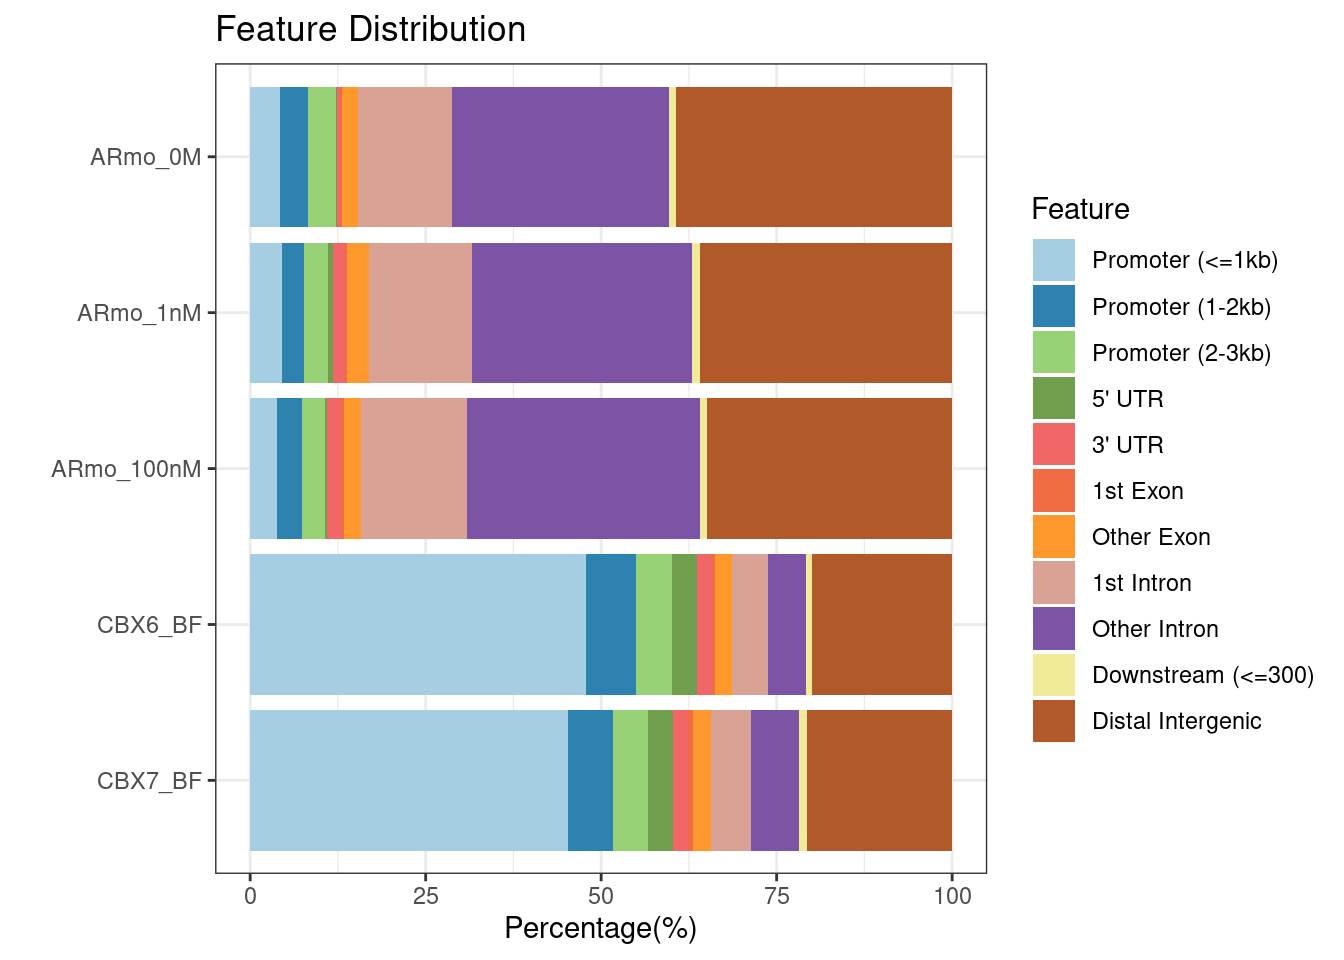 Feature Distribution
ARmo_0M
ARmo_1nM
ARmo_100nM
CBX6_BF
CBX7_BF
0 25 50 75 100
Percentage(%)
Feature
Promoter (<=1kb)
Promoter (1-2kb)
Promoter (2-3kb)
5' UTR
3' UTR
1st Exon
Other Exon
1st Intron
Other Intron
Downstream (<=300)
Distal Intergenic